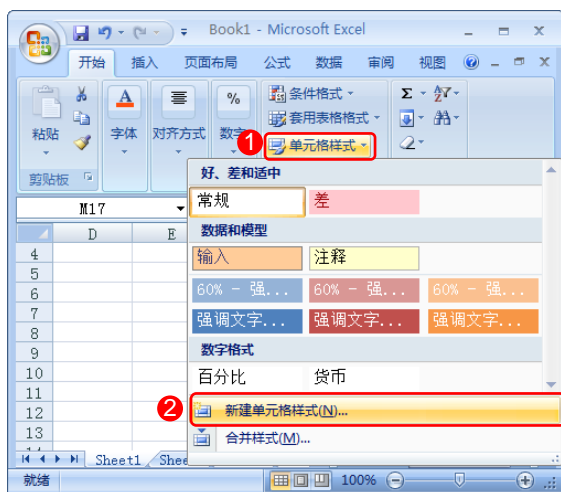 Book1 - Microsoft Excel
开始 插入 页面布局 公式 数据 审阅 视图
粘贴 字体 对齐方式 数字 条件格式
套用表格格式
1 单元格样式
剪贴板
M17
好、差和适中
常规 差
数据和模型
输入 注释
60% - 强... 60% - 强... 60% - 强...
强调文字... 强调文字... 强调文字...
数字格式
百分比 货币
2 新建单元格样式(N)...
合并样式(M)...
D E
4
5
6
7
8
9
10
11
12
13
Sheet1 Shee
就绪 100%